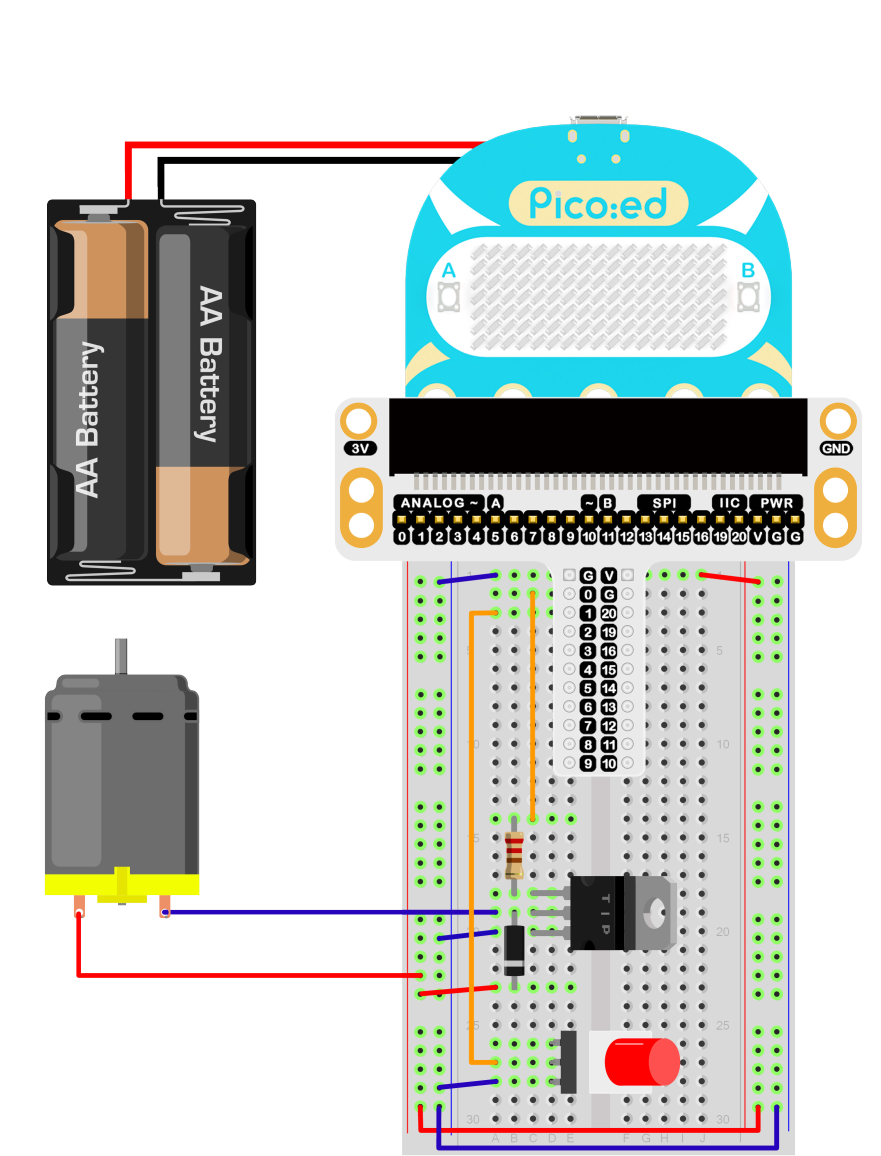 Pico:ed
A B
AA Battery
AA Battery
3V GND
ANALOG ~ A ~ B SPI IIC PWR
0 1 2 3 4 5 6 7 8 9 10 11 12 13 14 15 16 19 20 V G G
1
G V
0 G
1 20
2 19
3 16
5 4 15 5
5 14
6 13
7 12
10 8 11 10
9 10
15 15
TIP
20 20
25 25
30 30
A B C D E F G H I J